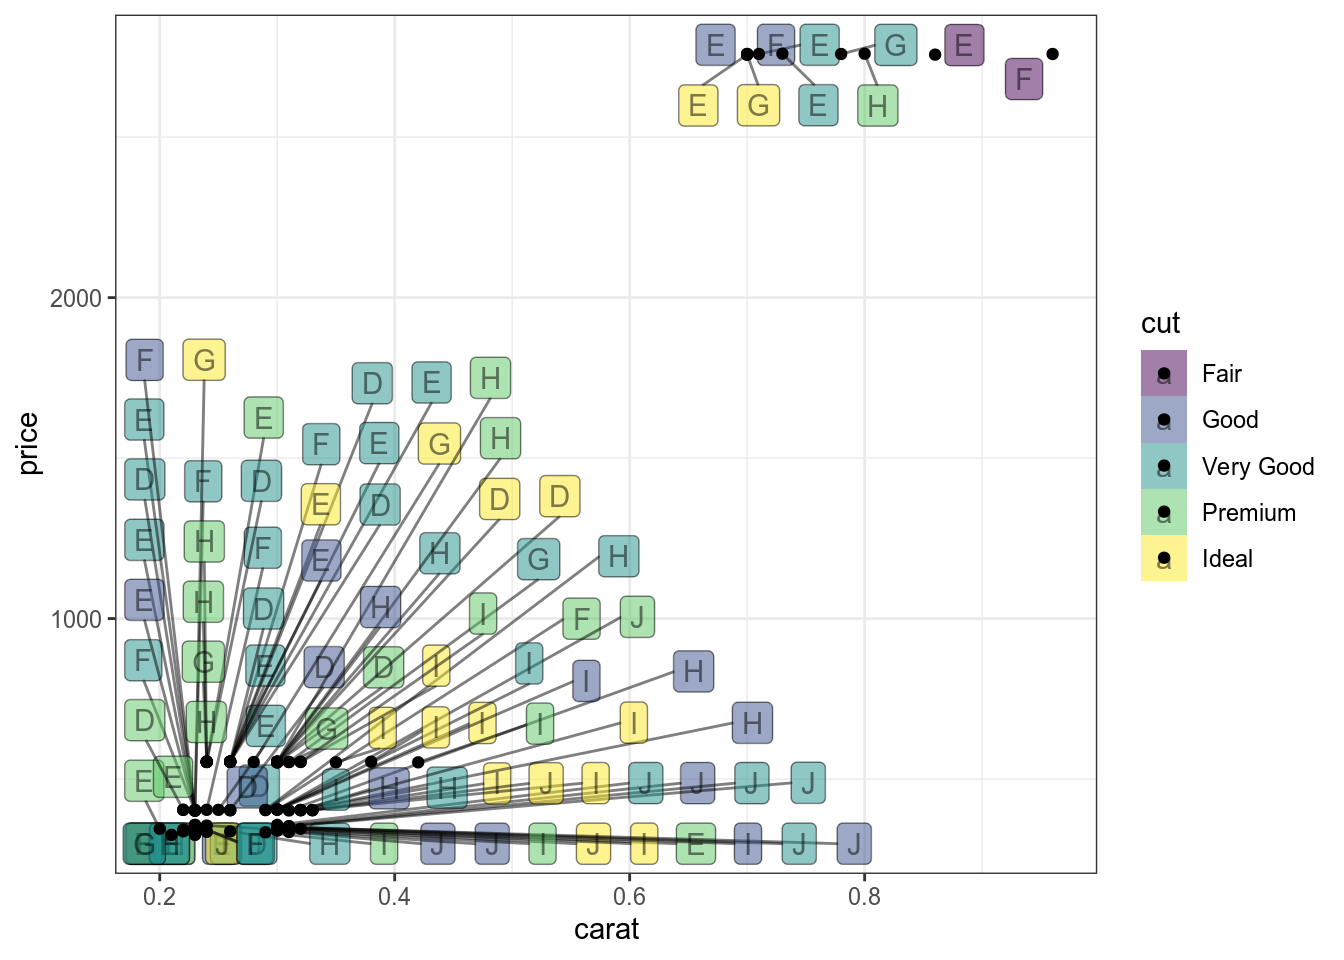 E F E G E
F
E G E H
2000
F G
D E H
E E
F E G H
D F D
E D D D
E H F
E H G H
E H D
H I F J
F G E D D I I I H
D H E
G I I I I I H
E E
D I H H I J I J J J J
H I J J I J I E I J J
1000
0.2 0.4 0.6 0.8
carat
price
cut
a Fair
a Good
a Very Good
a Premium
a Ideal